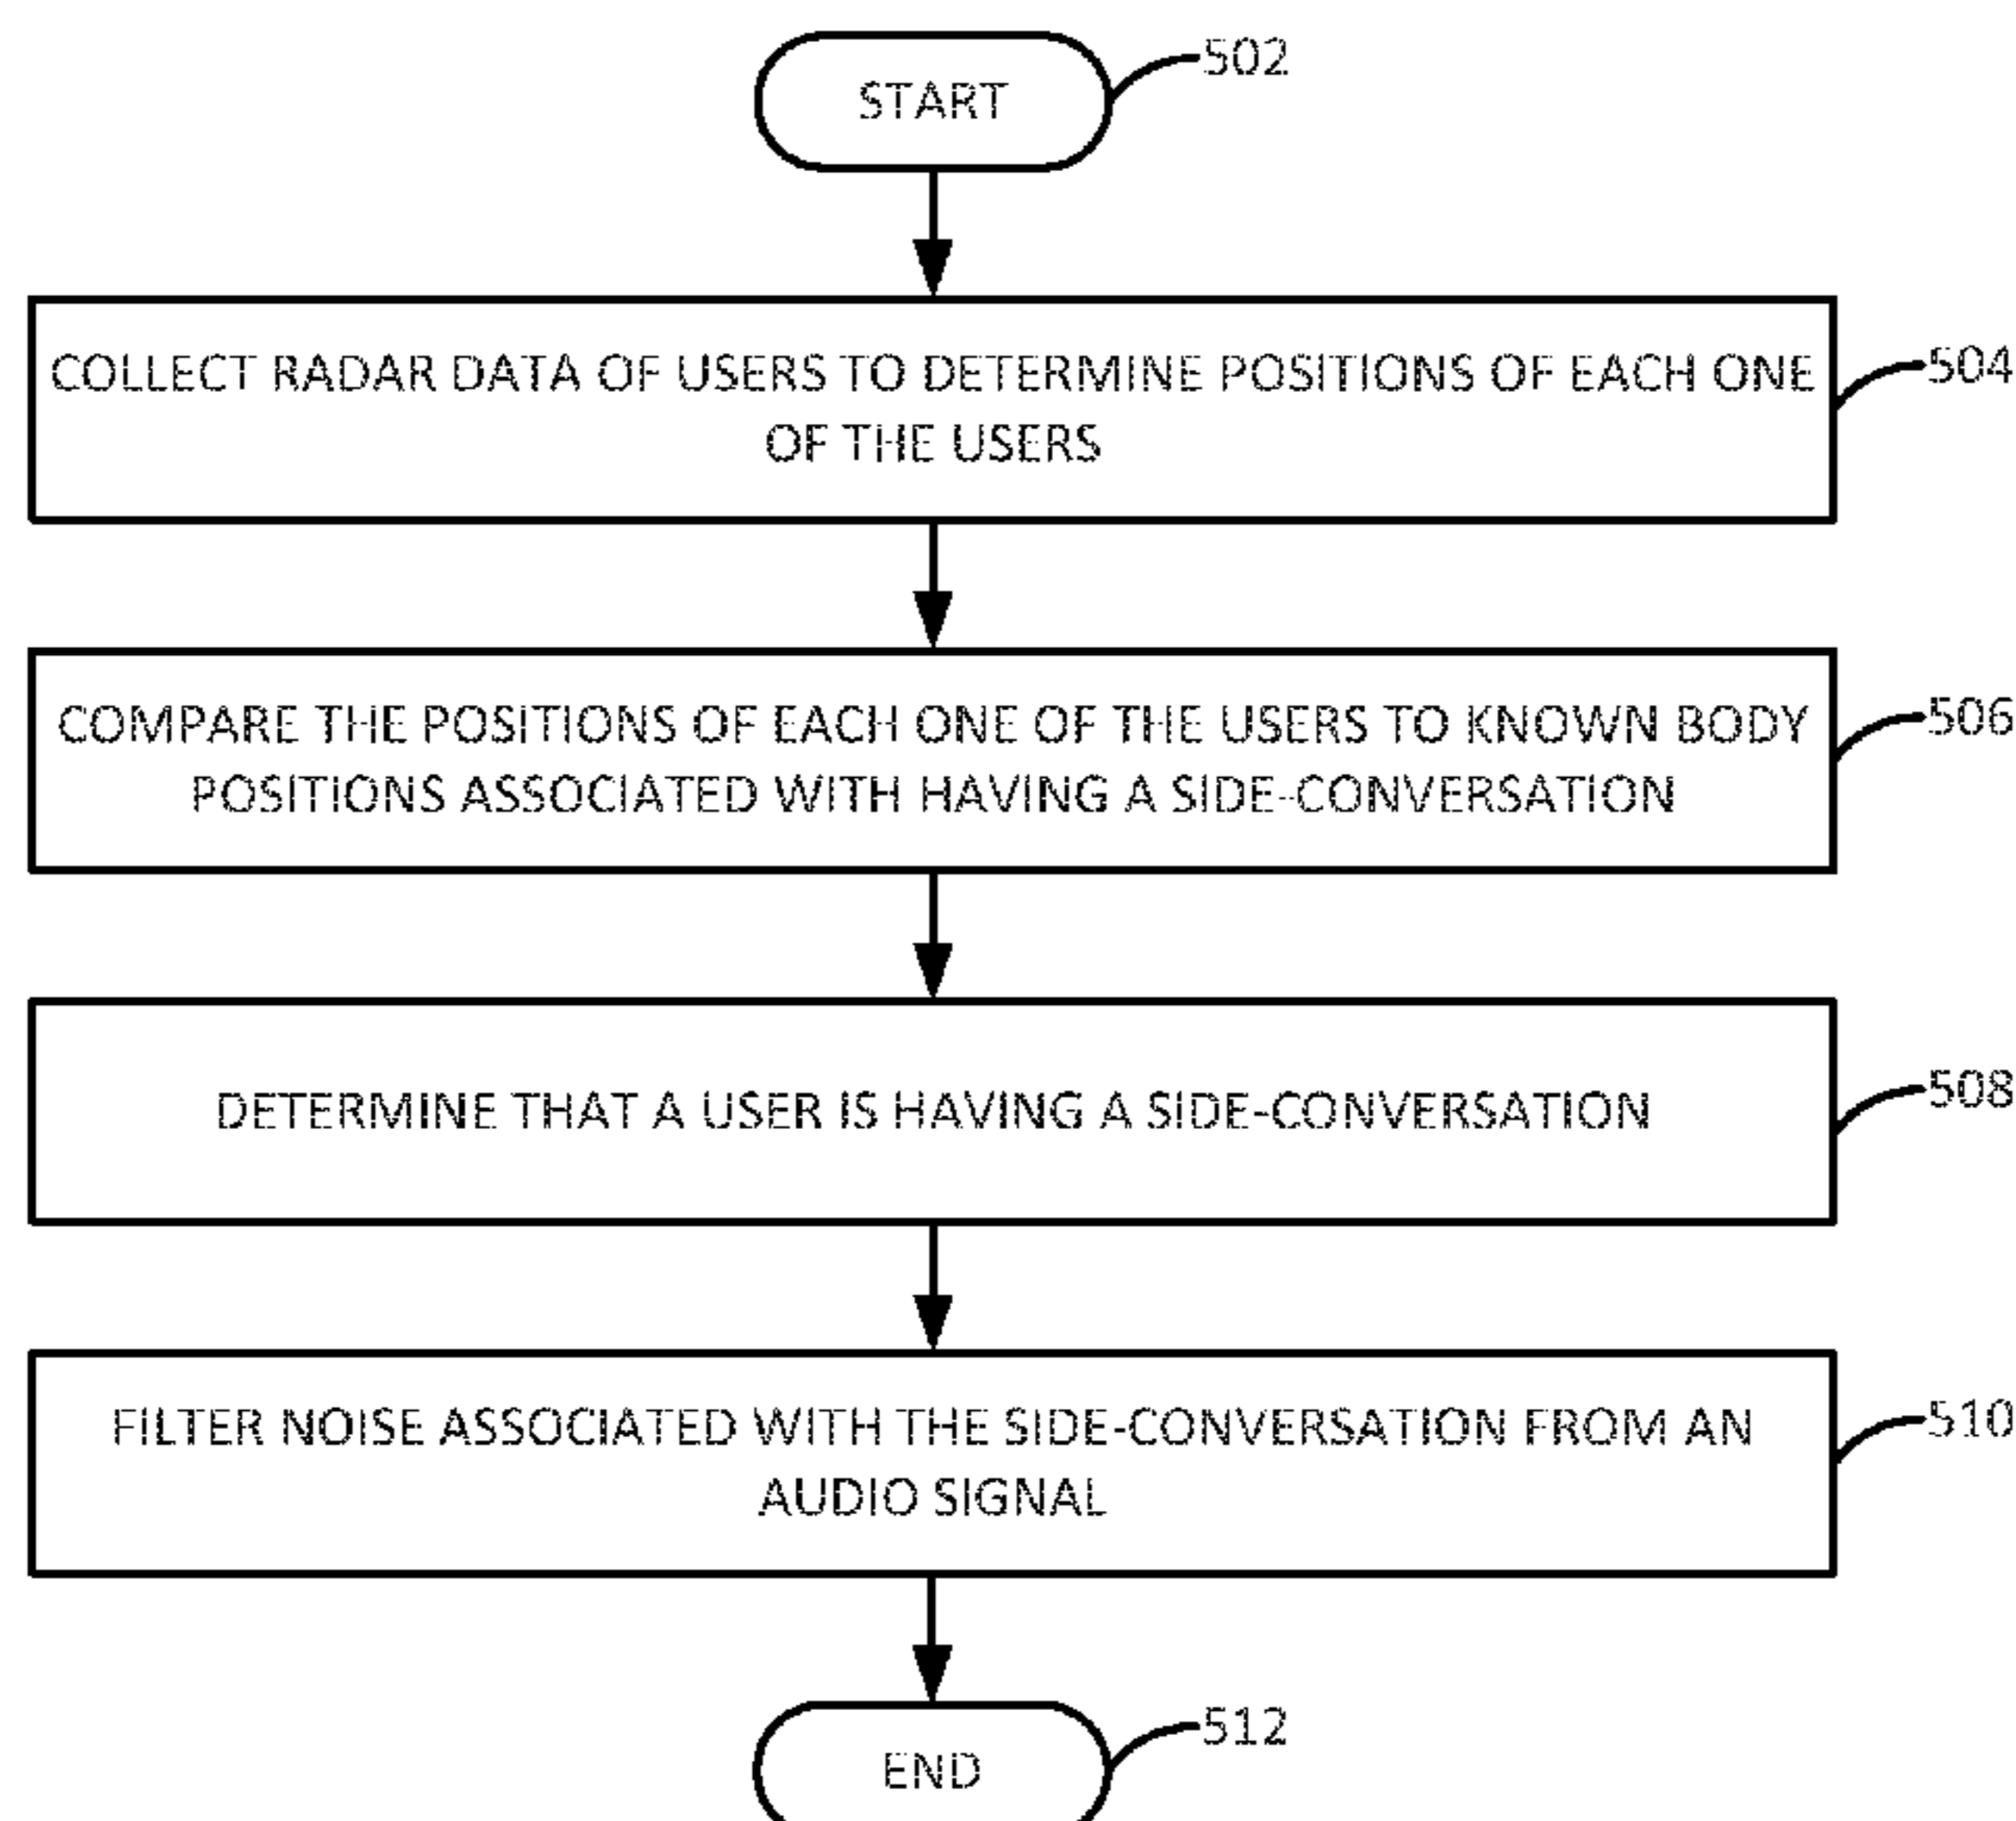 START
502
COLLECT RADAR DATA OF USERS TO DETERMINE POSITIONS OF EACH ONE
OF THE USERS
504
COMPARE THE POSITIONS OF EACH ONE OF THE USERS TO KNOWN BODY
POSITIONS ASSOCIATED WITH HAVING A SIDE-CONVERSATION
506
DETERMINE THAT A USER IS HAVING A SIDE-CONVERSATION
508
FILTER NOISE ASSOCIATED WITH THE SIDE-CONVERSATION FROM AN
AUDIO SIGNAL
510
END
512